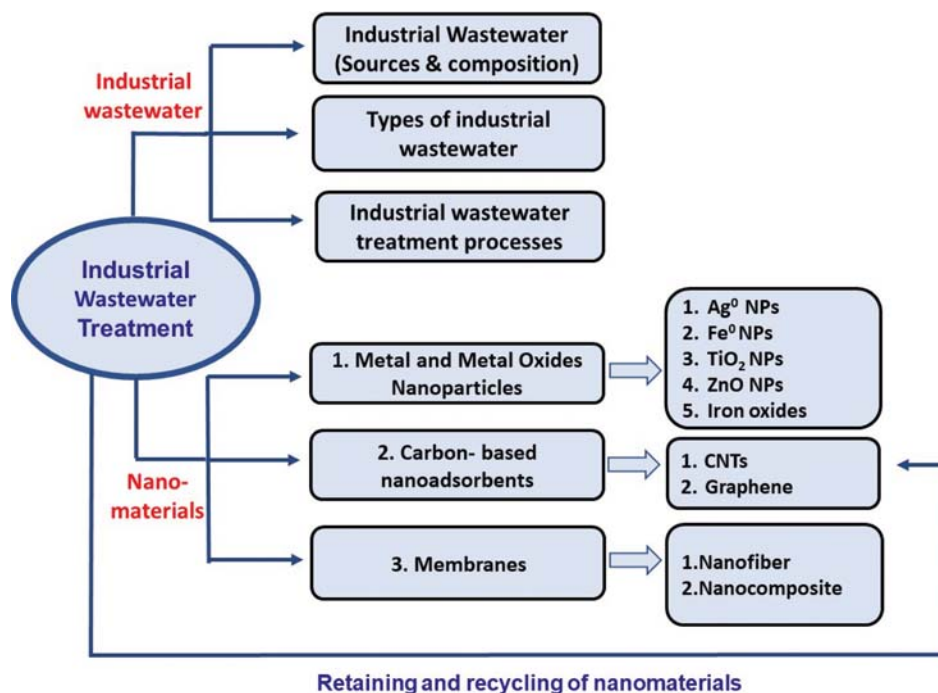 Industrial Wastewater
(Sources & composition)
Industrial
wastewater
Types of industrial
wastewater
Industrial wastewater
treatment processes
Industrial
Wastewater
Treatment
1. Metal and Metal Oxides
Nanoparticles
1. Ag⁰ NPs
2. Fe⁰ NPs
3. TiO₂ NPs
4. ZnO NPs
5. Iron oxides
Nano-
materials
2. Carbon- based
nanoadsorbents
1. CNTs
2. Graphene
3. Membranes
1.Nanofiber
2.Nanocomposite
Retaining and recycling of nanomaterials